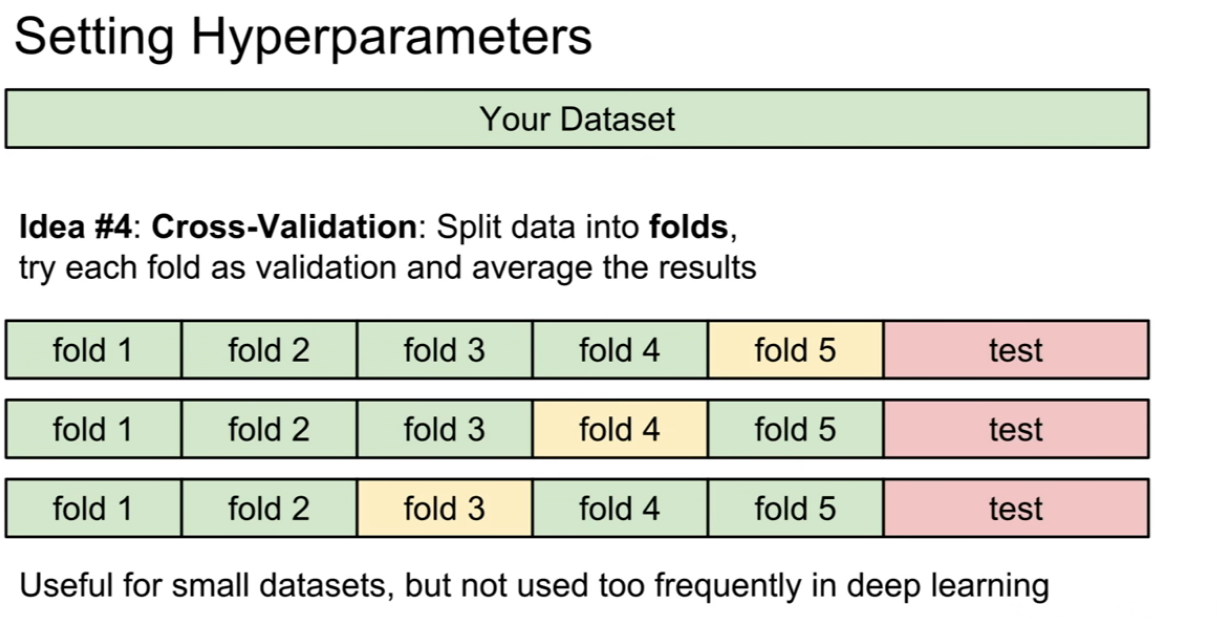 Setting Hyperparameters
Your Dataset
Idea #4: Cross-Validation: Split data into folds,
try each fold as validation and average the results
fold 1 fold 2 fold 3 fold 4 fold 5 test
fold 1 fold 2 fold 3 fold 4 fold 5 test
fold 1 fold 2 fold 3 fold 4 fold 5 test
Useful for small datasets, but not used too frequently in deep learning